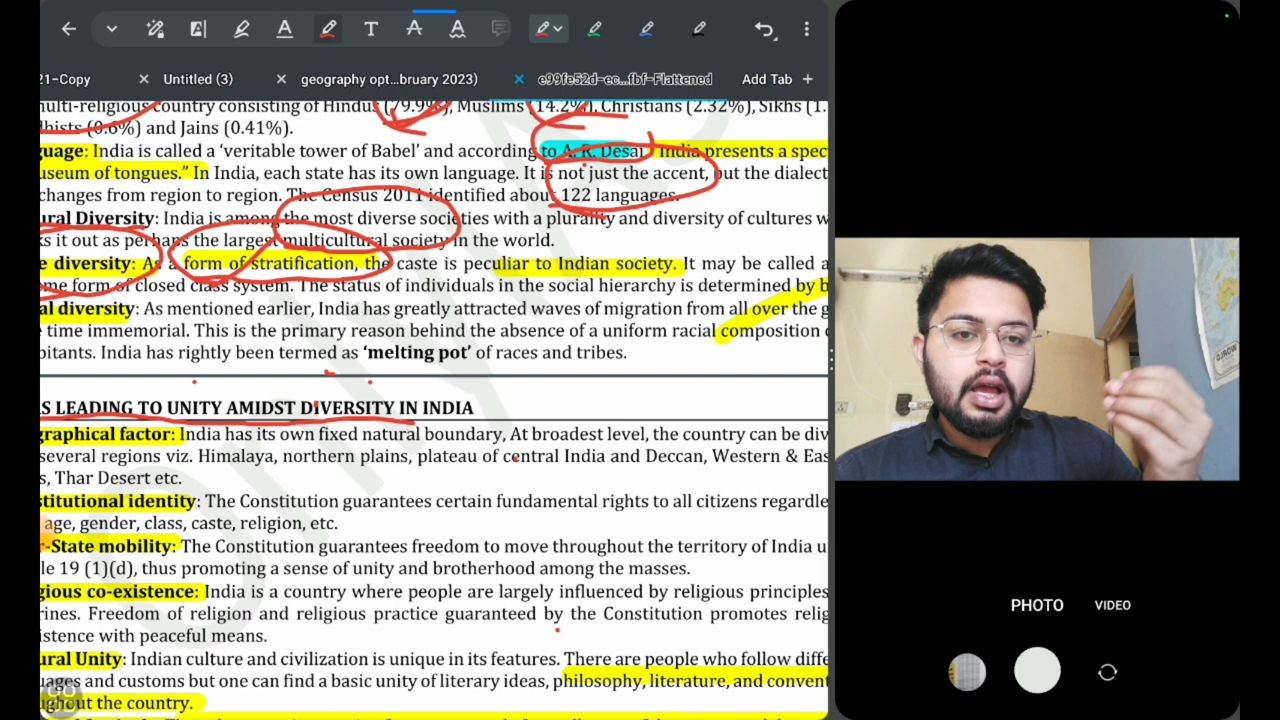 21-Copy
Untitled (3)
geography opt...bruary 2023)
e99fe52d-ec...fbf-Flattened
Add Tab +
multi-religious country consisting of Hindus (79.9%), Muslims (14.2%), Christians (2.32%), Sikhs (1.
dhists (0.6%) and Jains (0.41%).
guage: India is called a 'veritable tower of Babel' and according to A. R. Desai India presents a spec
useum of tongues." In India, each state has its own language. It is not just the accent, but the dialect
changes from region to region. The Census 2011 identified about 122 languages.
ural Diversity: India is among the most diverse societies with a plurality and diversity of cultures w
ks it out as perhaps the largest multicultural society in the world.
e diversity: As a form of stratification, the caste is peculiar to Indian society. It may be called a
me form of closed class system. The status of individuals in the social hierarchy is determined by b
al diversity: As mentioned earlier, India has greatly attracted waves of migration from all over the g
e time immemorial. This is the primary reason behind the absence of a uniform racial composition o
bitants. India has rightly been termed as 'melting pot' of races and tribes.
S LEADING TO UNITY AMIDST DIVERSITY IN INDIA
graphical factor: India has its own fixed natural boundary, At broadest level, the country can be div
several regions viz. Himalaya, northern plains, plateau of central India and Deccan, Western & Eas
s, Thar Desert etc.
stitutional identity: The Constitution guarantees certain fundamental rights to all citizens regardle
age, gender, class, caste, religion, etc.
r-State mobility: The Constitution guarantees freedom to move throughout the territory of India u
le 19 (1)(d), thus promoting a sense of unity and brotherhood among the masses.
gious co-existence: India is a country where people are largely influenced by religious principles
rines. Freedom of religion and religious practice guaranteed by the Constitution promotes relig
istence with peaceful means.
ural Unity: Indian culture and civilization is unique in its features. There are people who follow diffe
uages and customs but one can find a basic unity of literary ideas, philosophy, literature, and convent
ughout the country.
WORLD
PHOTO
VIDEO